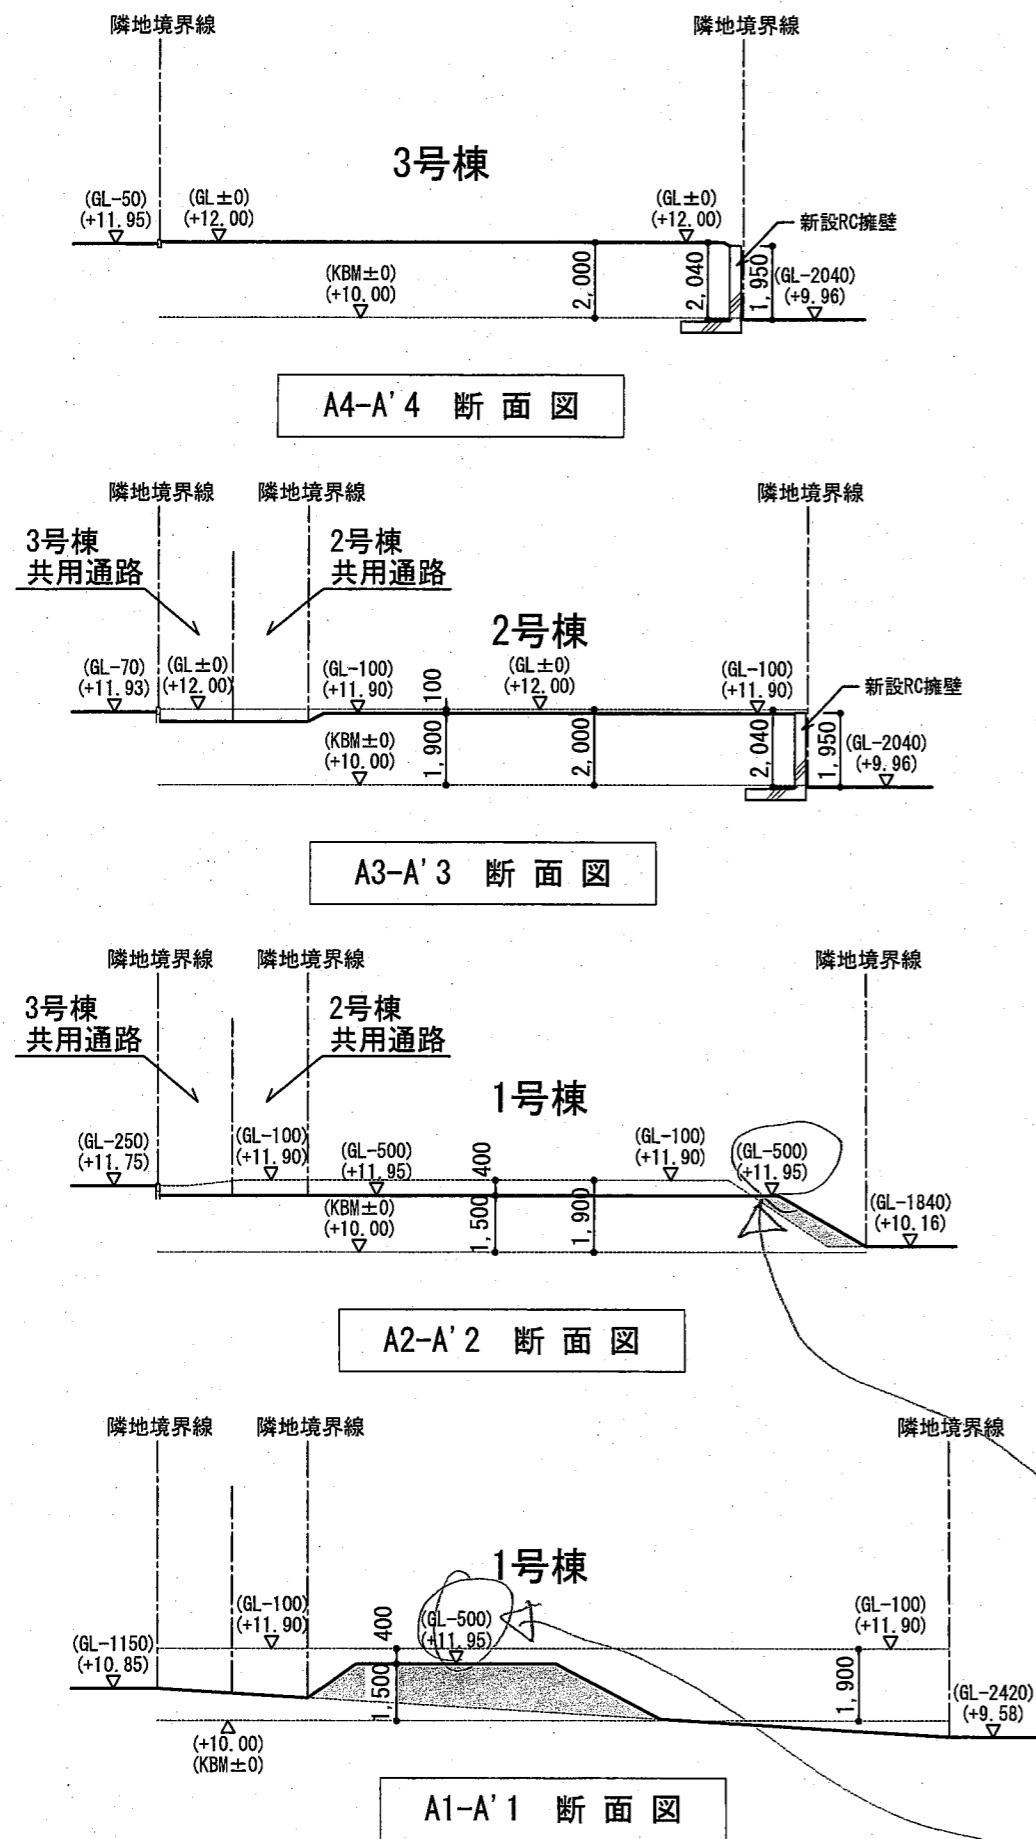 隣地境界線 隣地境界線
3号棟
(GL-50) (GL±0) (GL±0)
(+11.95) (+12.00) (+12.00)
新設RC擁壁
(KBM±0) 2,000 2,040 1,950 (GL-2040)
(+10.00) (+9.96)
A4-A'4 断面図
隣地境界線 隣地境界線 隣地境界線
3号棟 2号棟
共用通路 共用通路
2号棟
(GL-70) (GL±0) (GL-100) 100 (GL±0) (GL-100)
(+11.93) (+12.00) (+11.90) (+12.00) (+11.90)
新設RC擁壁
(KBM±0) 1,900 2,000 2,040 1,950 (GL-2040)
(+10.00) (+9.96)
A3-A'3 断面図
隣地境界線 隣地境界線 隣地境界線
3号棟 2号棟
共用通路 共用通路
1号棟
(GL-250) (GL-100) (GL-500) 400 (GL-100) (GL-500)
(+11.75) (+11.90) (+11.95) (+11.90) (+11.95)
(KBM±0) 1,500 1,900 (GL-1840)
(+10.00) (+10.16)
A2-A'2 断面図
隣地境界線 隣地境界線 隣地境界線
1号棟
(GL-100) (GL-500) 400 (GL-100)
(+11.90) (+11.95) (+11.90)
(GL-1150) 1,500 1,900 (GL-2420)
(+10.85) (+9.58)
(+10.00)
(KBM±0)
A1-A'1 断面図